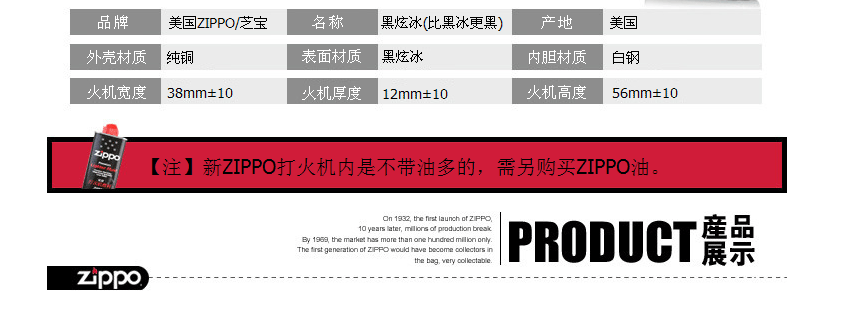 品牌 美国ZIPPO/芝宝 名称 黑炫冰(比黑冰更黑) 产地 美国
外壳材质 纯铜 表面材质 黑炫冰 内胆材质 白钢
火机宽度 38mm±10 火机厚度 12mm±10 火机高度 56mm±10
zippo
【注】新ZIPPO打火机内是不带油多的，需另购买ZIPPO油。
On 1932, the first launch of ZIPPO,
10 years later, millions of production break.
By 1969, the market has more than one hundred million only.
The first generation of ZIPPO would have become collectors in
the bag, very collectable.
PRODUCT
産品
展示
zippo